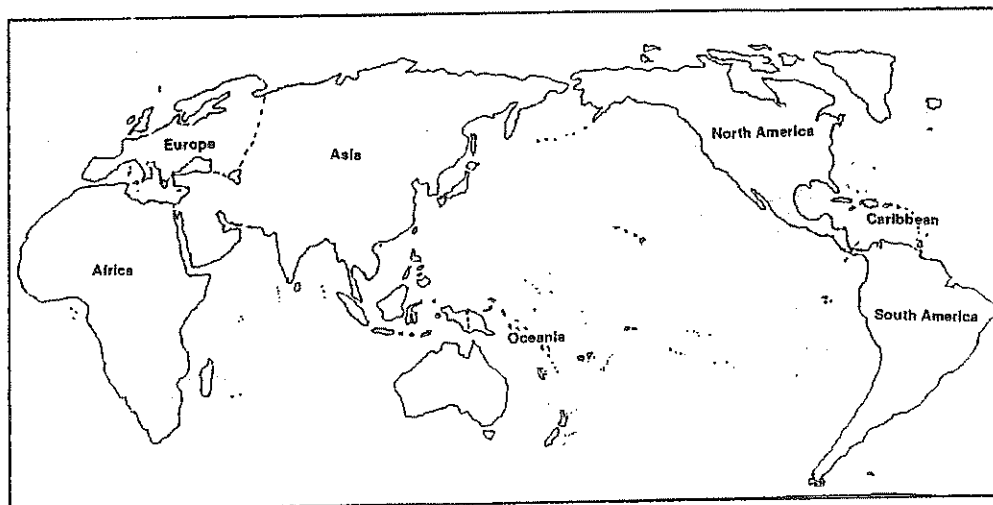 North America
Europe
Asia
Caribbean
Africa
South America
Oceania